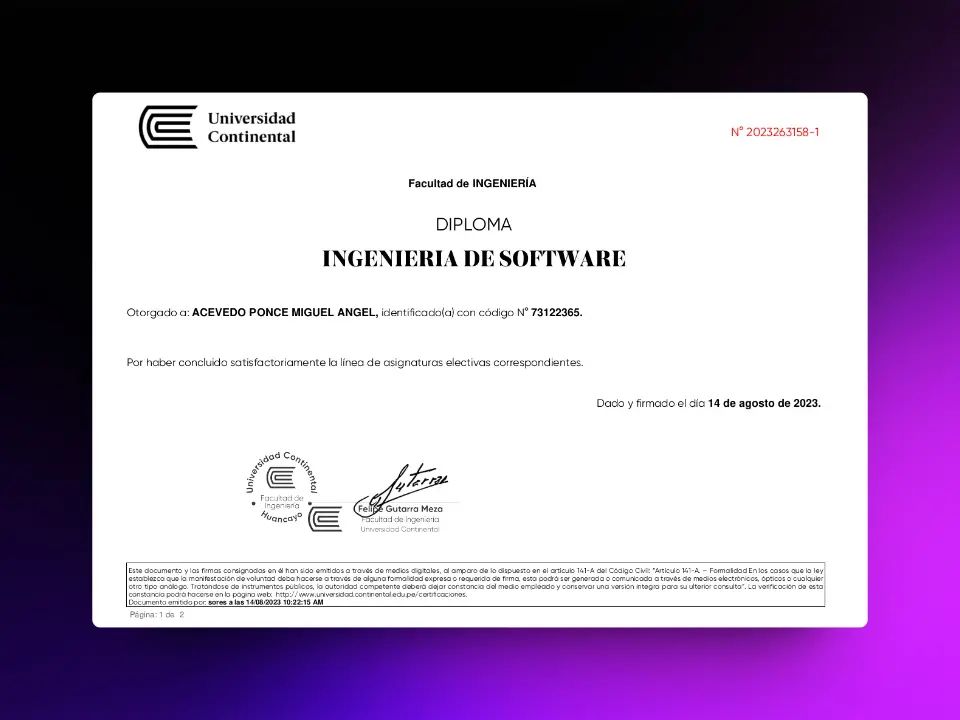 Universidad
Continental
N° 2023263158-1
Facultad de INGENIERÍA
DIPLOMA
INGENIERIA DE SOFTWARE
Otorgado a: ACEVEDO PONCE MIGUEL ANGEL, identificado(a) con código N° 73122365.
Por haber concluido satisfactoriamente la línea de asignaturas electivas correspondientes.
Dado y firmado el día 14 de agosto de 2023.
Universidad Continental
Facultad de
Ingeniería
Huancayo
Gutarra
Felipe Gutarra Meza
Facultad de Ingeniería
Universidad Continental
Este documento y las firmas consignadas en él han sido emitidos a través de medios digitales, al amparo de lo dispuesto en el artículo 141-A del Código Civil: "Artículo 141-A. – Formalidad En los casos que la ley
establezca que la manifestación de voluntad deba hacerse a través de alguna formalidad expresa o requerida de firma, esta podrá ser generada o comunicada a través de medios electrónicos, ópticos o cualquier
otro tipo análogo. Tratándose de instrumentos públicos, la autoridad competente deberá dejar constancia del medio empleado y conservar una versión íntegra para su ulterior consulta". La verificación de esta
constancia podrá hacerse en la página web: http://www.universidad.continental.edu.pe/certificaciones.
Documento emitido por: sores a las 14/08/2023 10:22:15 AM
Página: 1 de 2